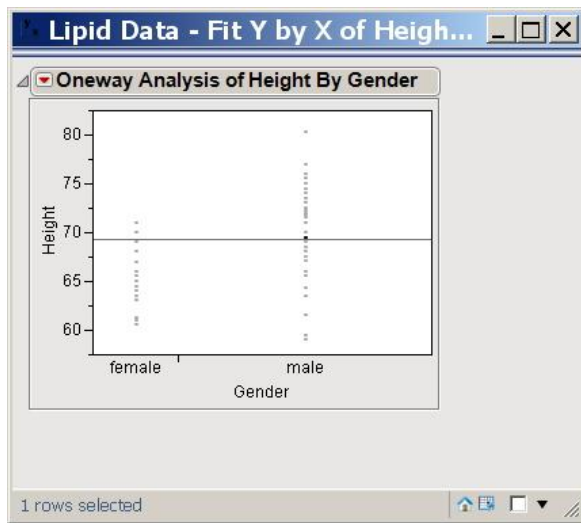 Lipid Data - Fit Y by X of Heigh...
Oneway Analysis of Height By Gender
80
75
70
65
60
Height
female male
Gender
1 rows selected